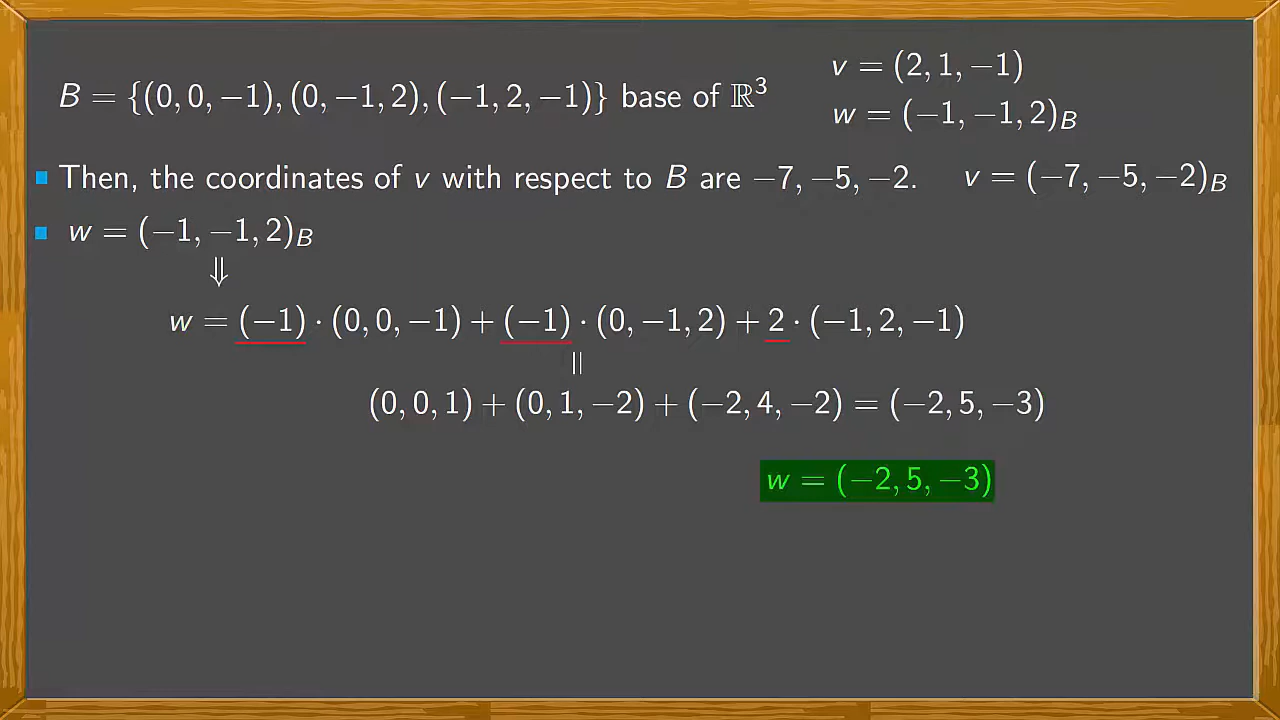 B = {(0, 0, −1), (0, −1, 2), (−1, 2, −1)} base of ℝ³
v = (2, 1, −1)
w = (−1, −1, 2)_B
Then, the coordinates of v with respect to B are −7, −5, −2. v = (−7, −5, −2)_B
w = (−1, −1, 2)_B
⇓
w = (−1) · (0, 0, −1) + (−1) · (0, −1, 2) + 2 · (−1, 2, −1)
||
(0, 0, 1) + (0, 1, −2) + (−2, 4, −2) = (−2, 5, −3)
w = (−2, 5, −3)